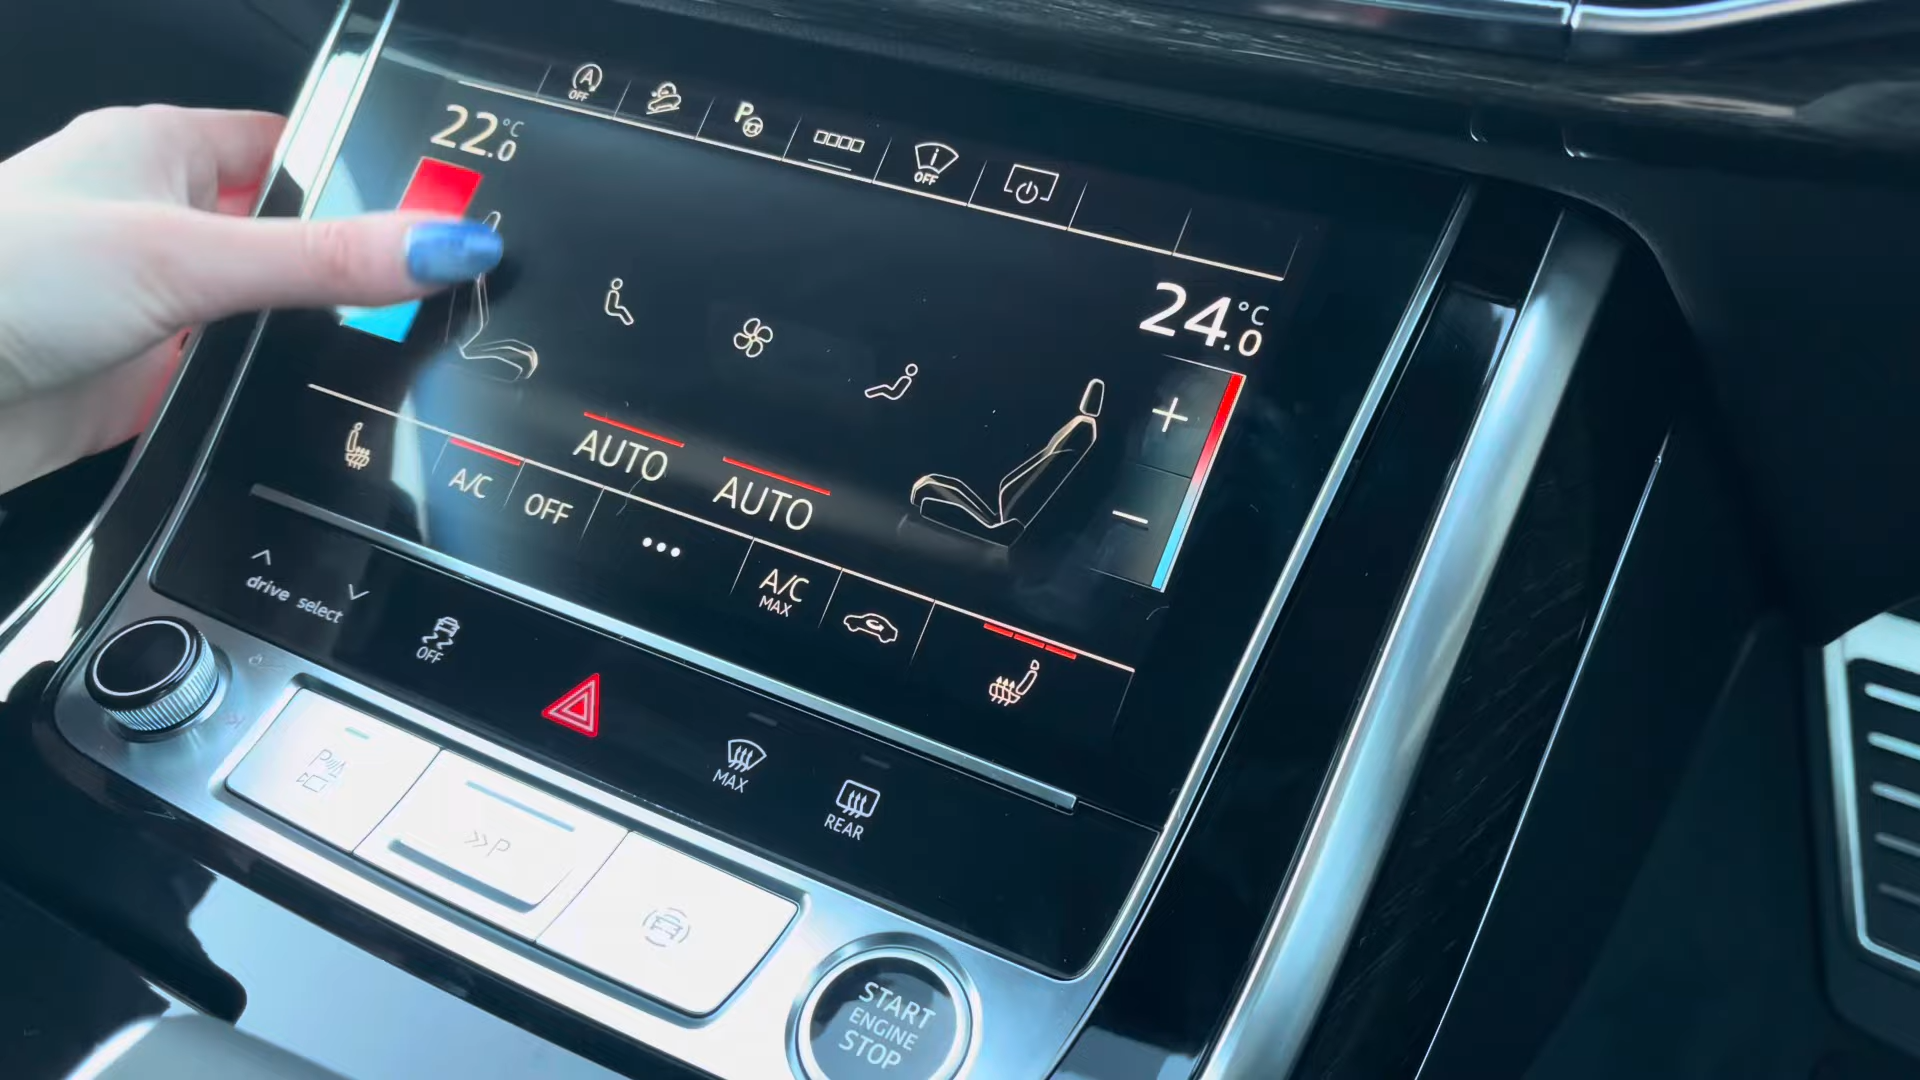 A
OFF
P
22.0 °C
i
OFF
24.0 °C
+
−
AUTO
AUTO
A/C
OFF
•••
A/C
MAX
drive select
OFF
MAX
REAR
P
>>P
START
ENGINE
STOP